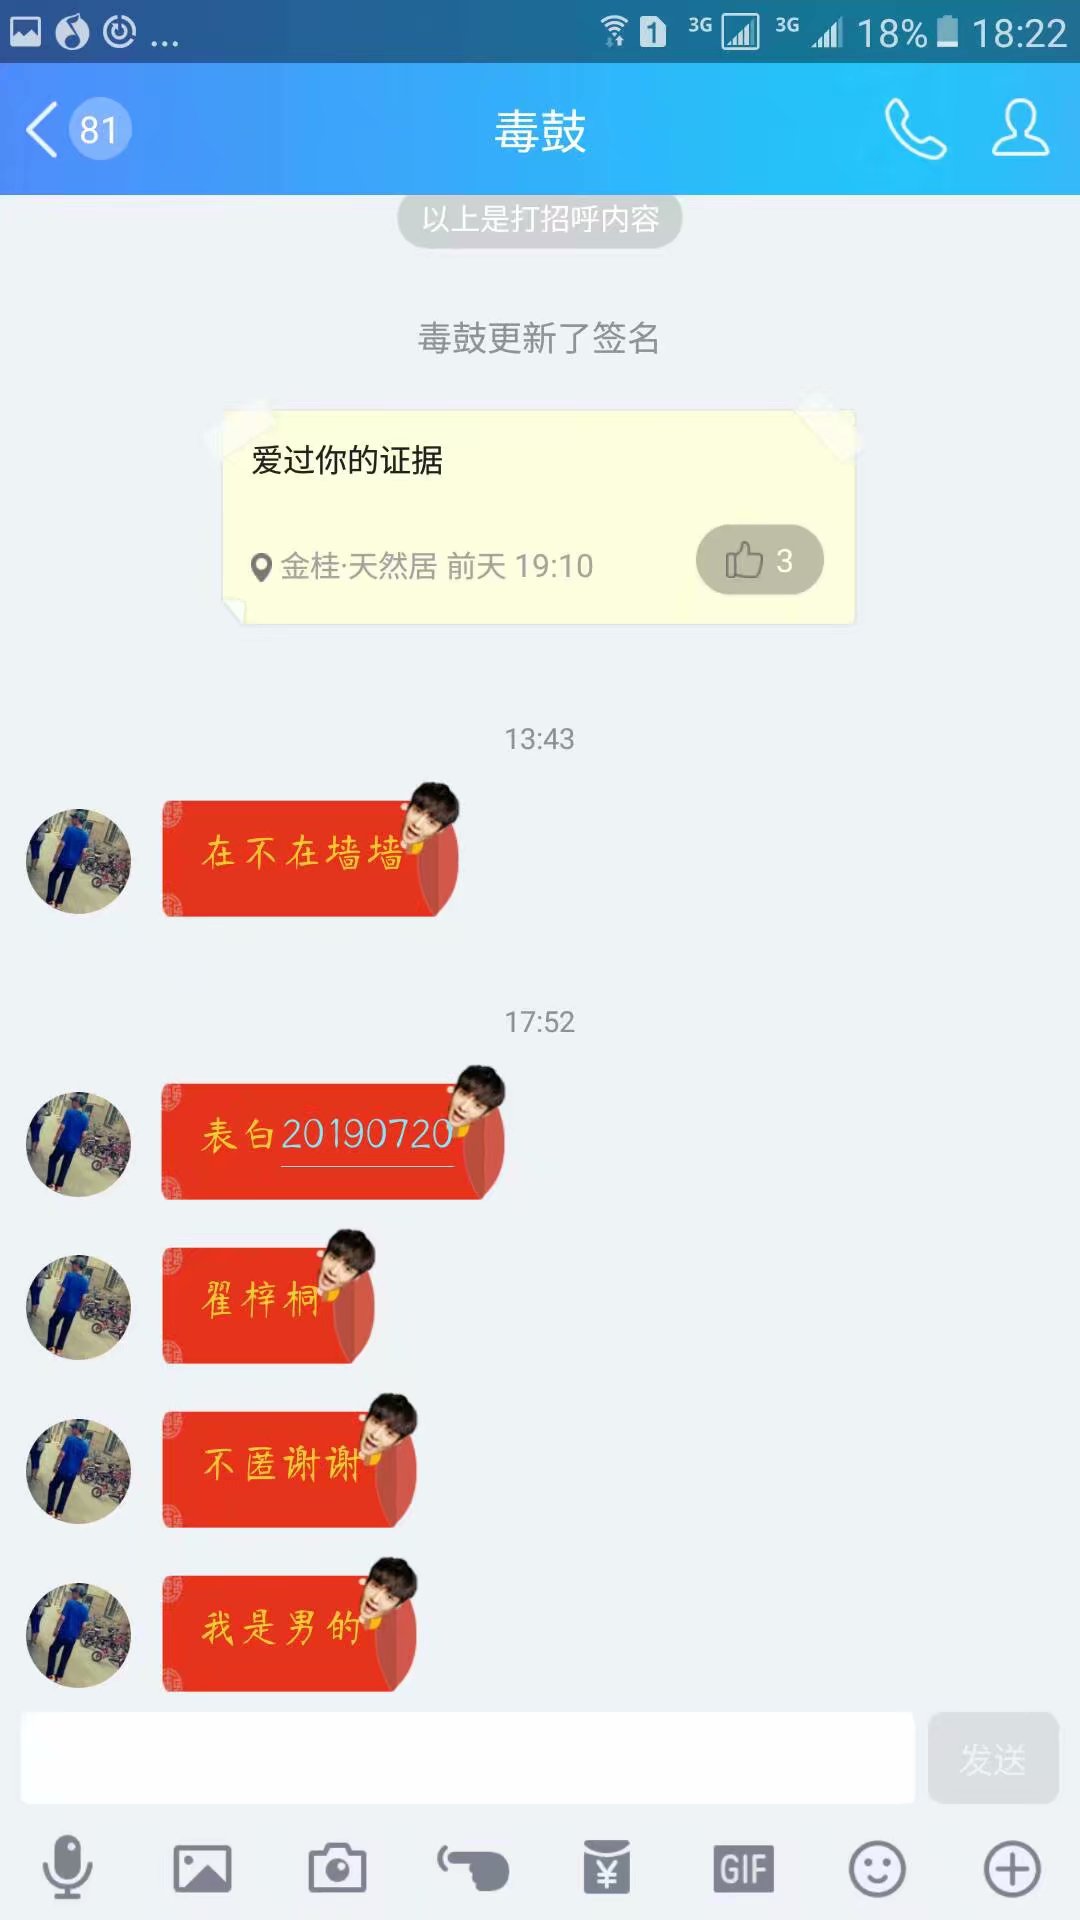 ... 1 3G 3G 18% 18:22
81 毒鼓
以上是打招呼内容
毒鼓更新了签名
爱过你的证据
金桂·天然居 前天 19:10 3
13:43
在不在墙墙
17:52
表白20190720
翟梓桐
不匿谢谢
我是男的
发送
¥ GIF